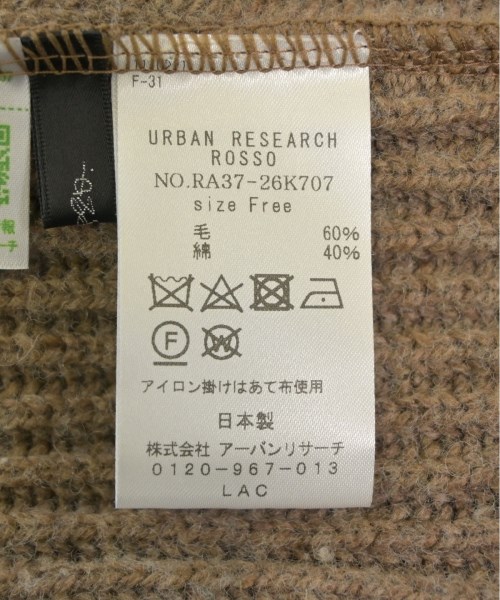 F-31
URBAN RESEARCH
ROSSO
NO.RA37-26K707
size Free
毛 60%
綿 40%
F W
アイロン掛けはあて布使用
日本製
株式会社 アーバンリサーチ
0120-967-013
LAC